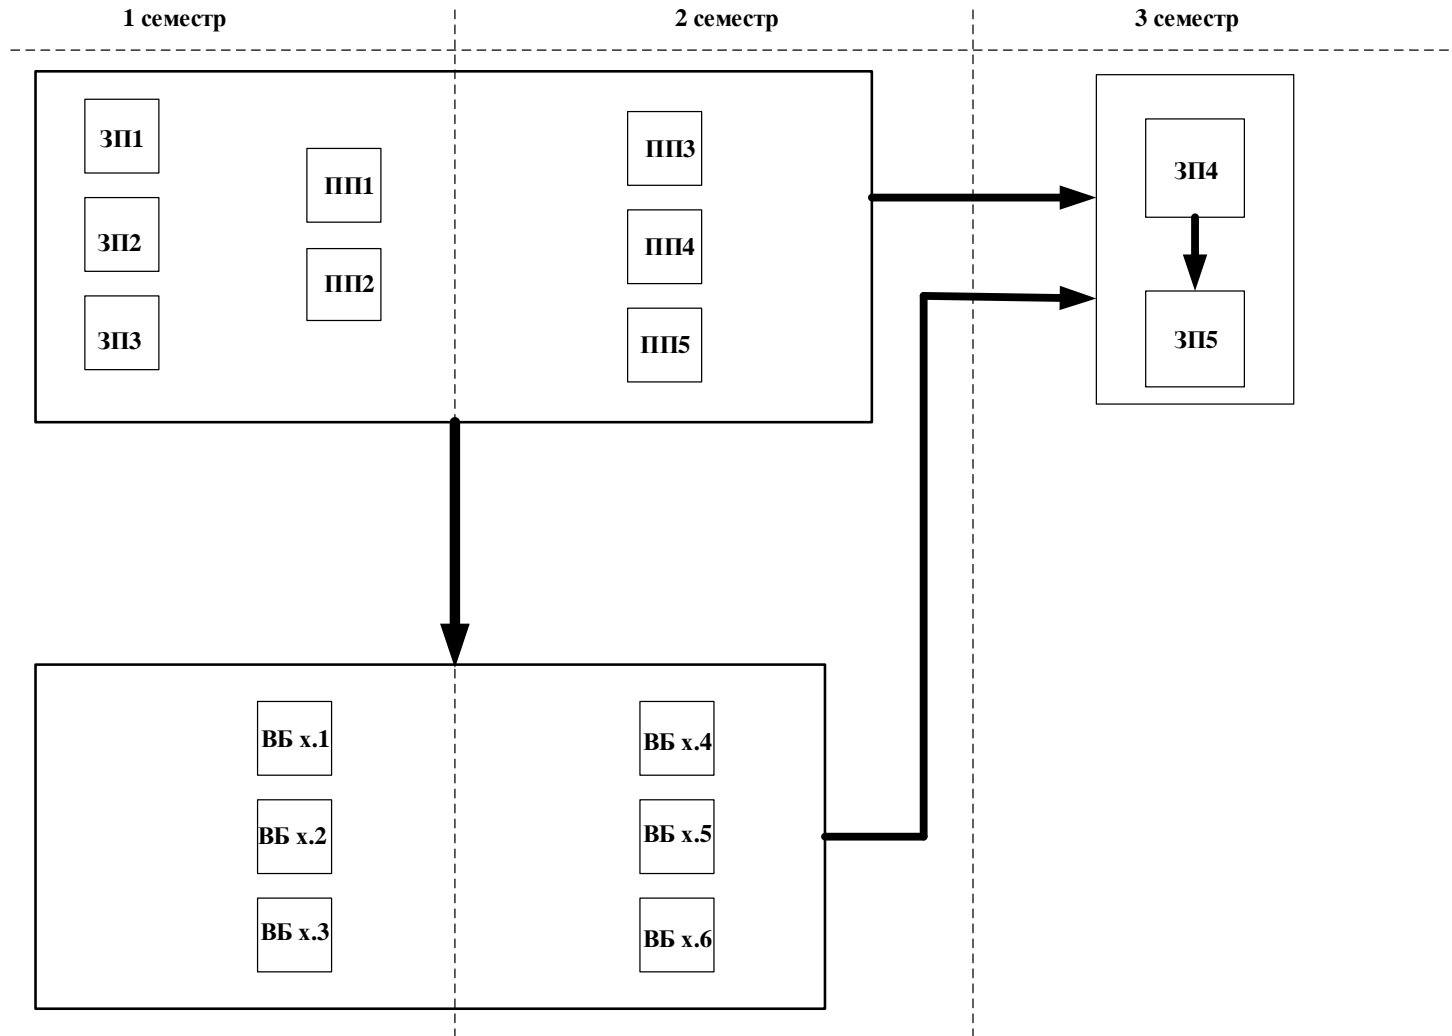 1 семестр
2 семестр
3 семестр
ЗП1
ЗП2
ЗП3
ПП1
ПП2
ПП3
ПП4
ПП5
ЗП4
ЗП5
ВБ х.1
ВБ х.2
ВБ х.3
ВБ х.4
ВБ х.5
ВБ х.6